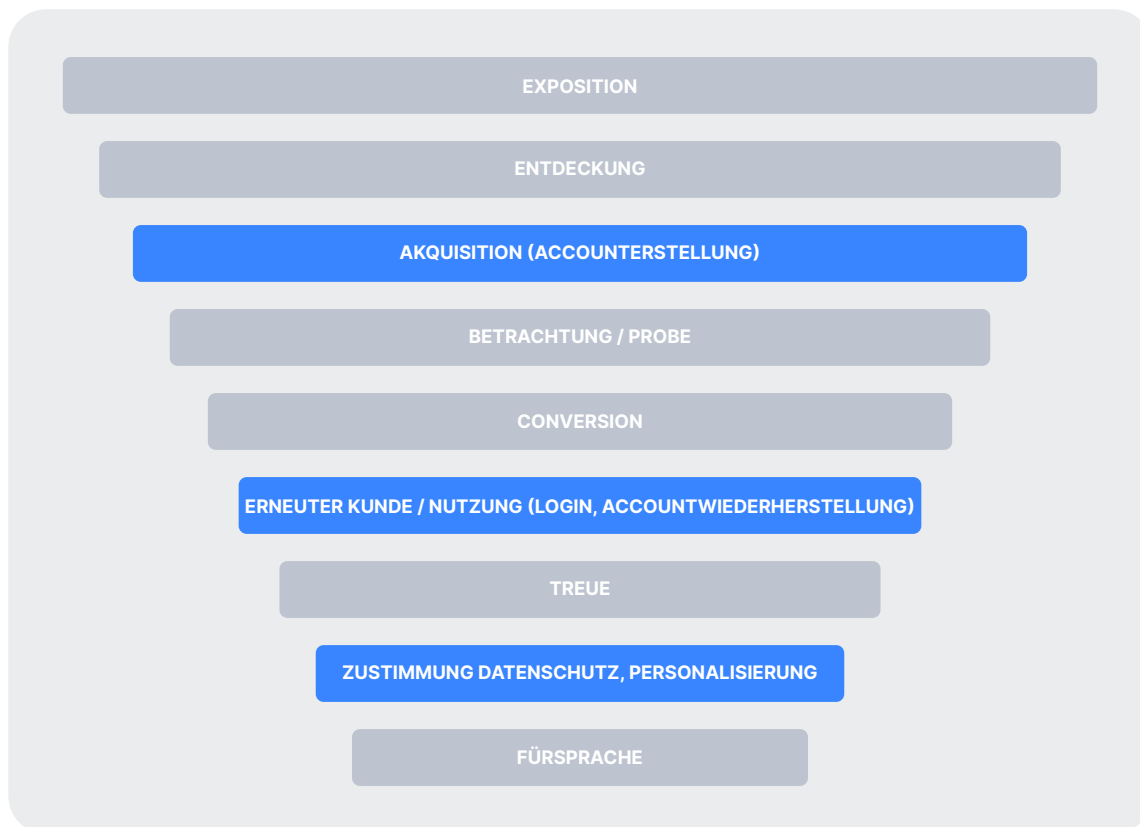 EXPOSITION
ENTDECKUNG
AKQUISITION (ACCOUNTERSTELLUNG)
BETRACHTUNG / PROBE
CONVERSION
ERNEUTER KUNDE / NUTZUNG (LOGIN, ACCOUNTWIEDERHERSTELLUNG)
TREUE
ZUSTIMMUNG DATENSCHUTZ, PERSONALISIERUNG
FÜRSPRACHE